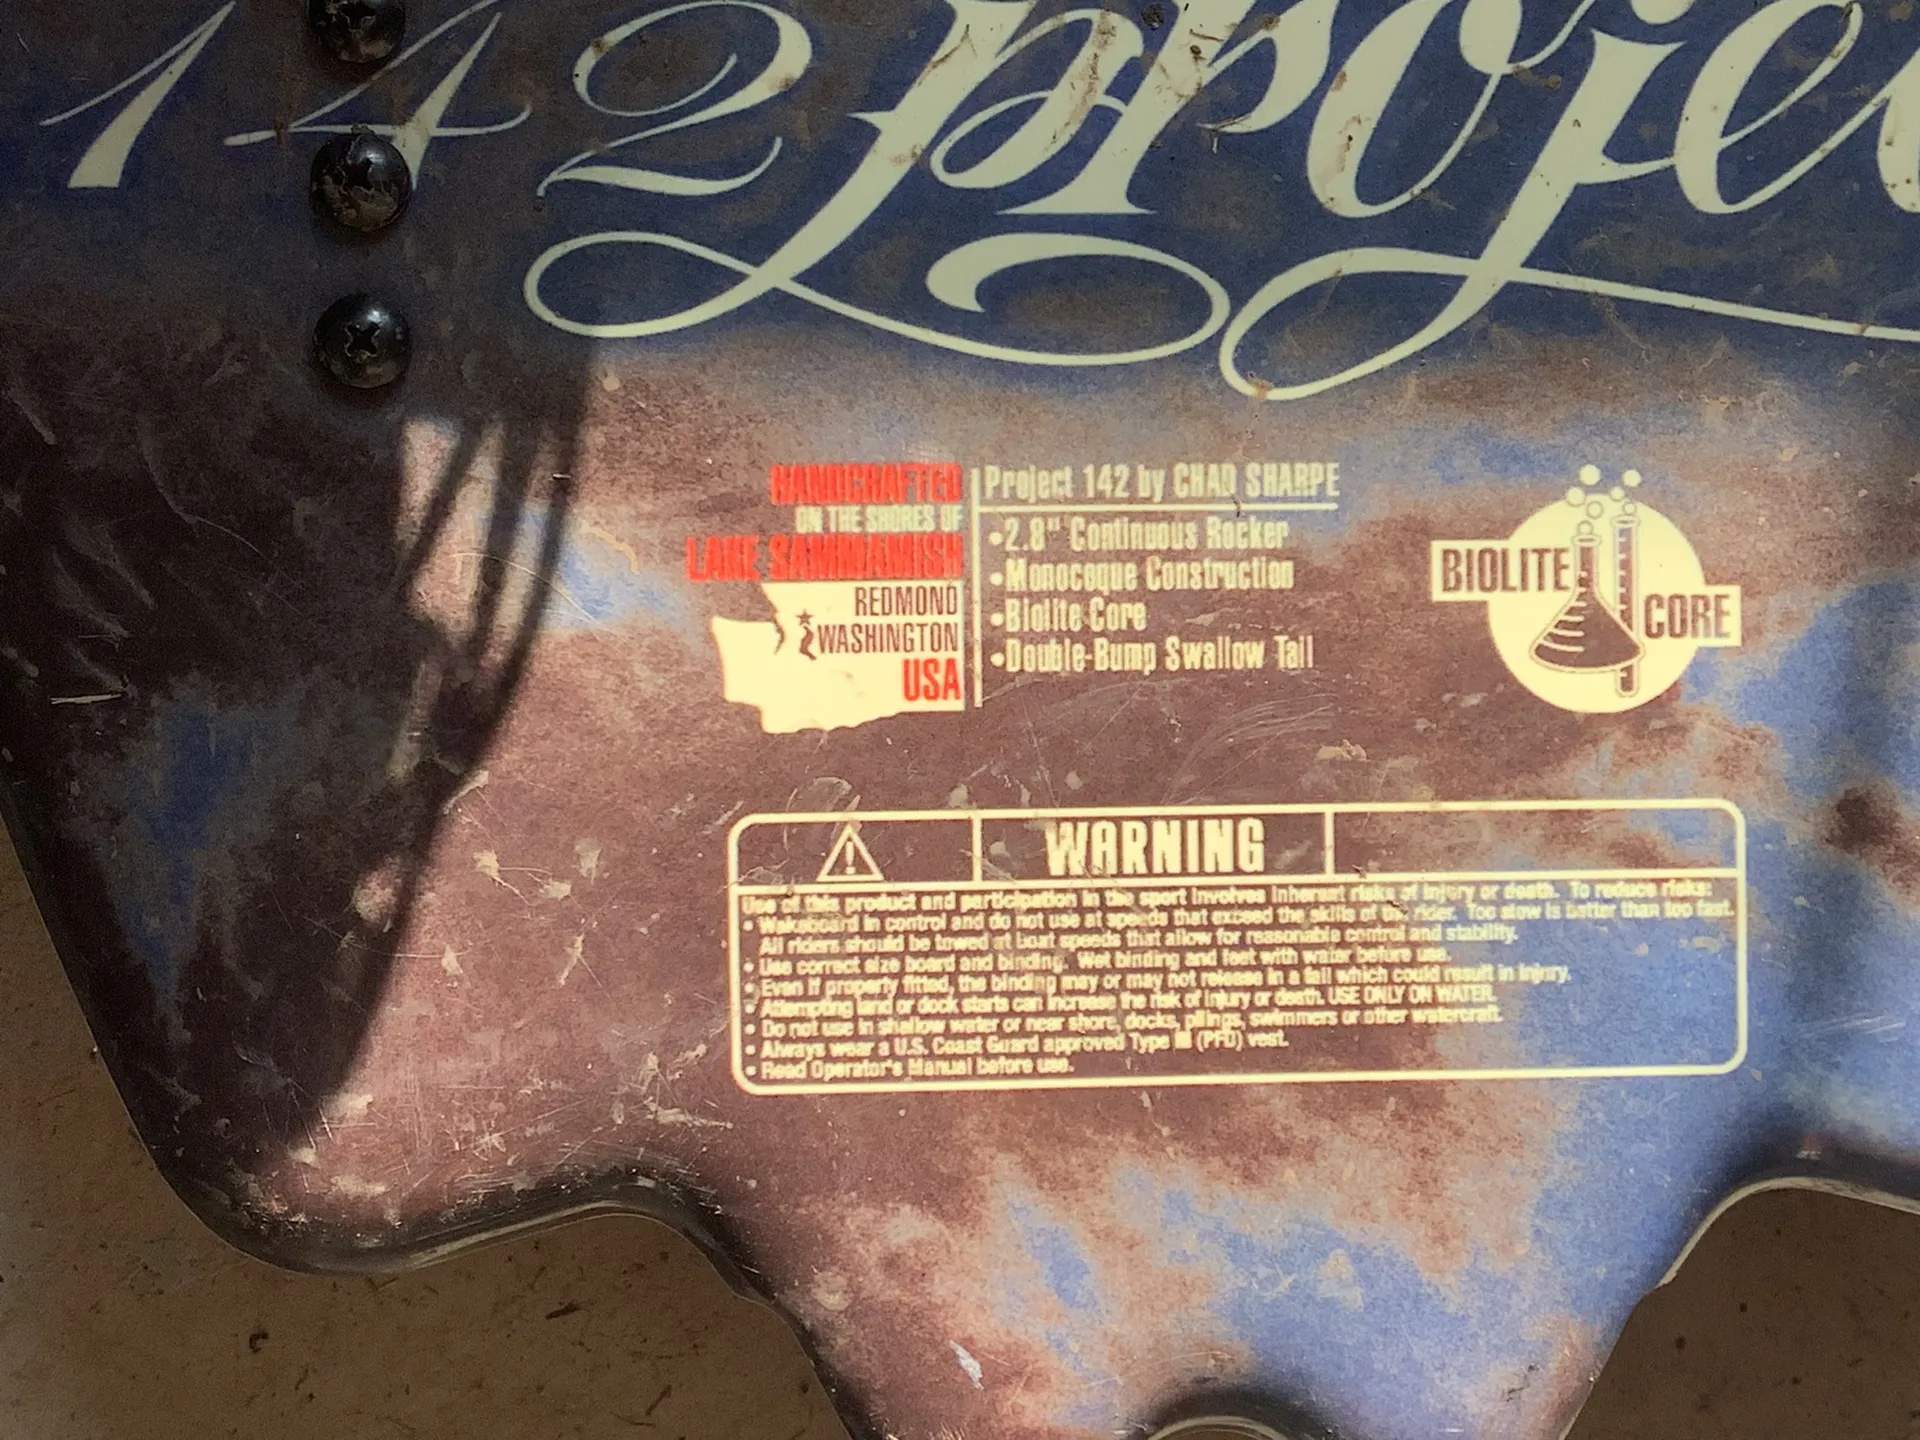 142 projec
HANDCRAFTED
ON THE SHORES OF
LAKE SAMMAMISH
REDMOND
WASHINGTON
USA
Project 142 by CHAD SHARPE
•2.8" Continuous Rocker
•Monocoque Construction
•Biolite Core
•Double-Bump Swallow Tail
BIOLITE
CORE
WARNING
Use of this product and participation in the sport involves inherent risks of injury or death. To reduce risks:
• Wakeboard in control and do not use at speeds that exceed the skills of the rider. Too slow is better than too fast.
All riders should be towed at boat speeds that allow for reasonable control and stability.
• Use correct size board and binding. Wet binding and feet with water before use.
• Even if properly fitted, the binding may or may not release in a fall which could result in injury.
• Attempting land or dock starts can increase the risk of injury or death. USE ONLY ON WATER.
• Do not use in shallow water or near shore, docks, pilings, swimmers or other watercraft.
• Always wear a U.S. Coast Guard approved Type III (PFD) vest.
• Read Operator's Manual before use.